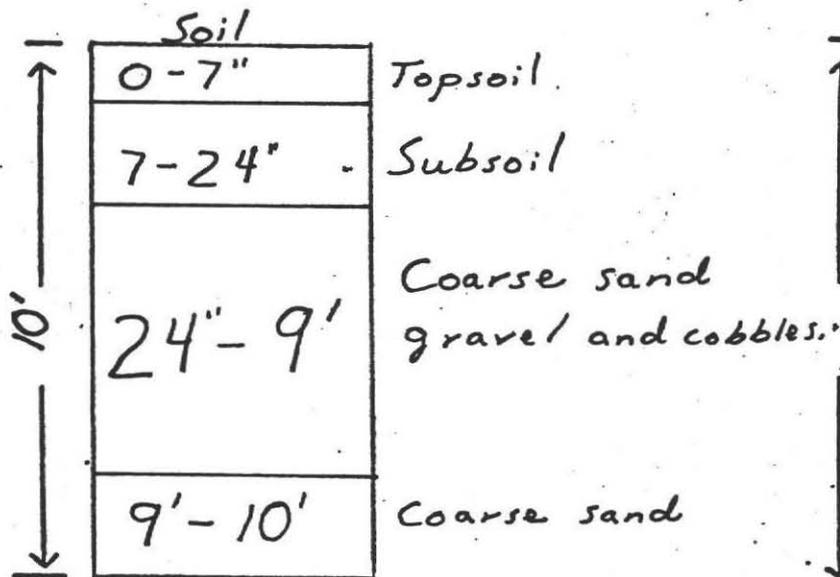 Soil
0-7" Topsoil.
7-24" Subsoil
10'
24"- 9' Coarse sand
gravel and cobbles.
9'-10' Coarse sand